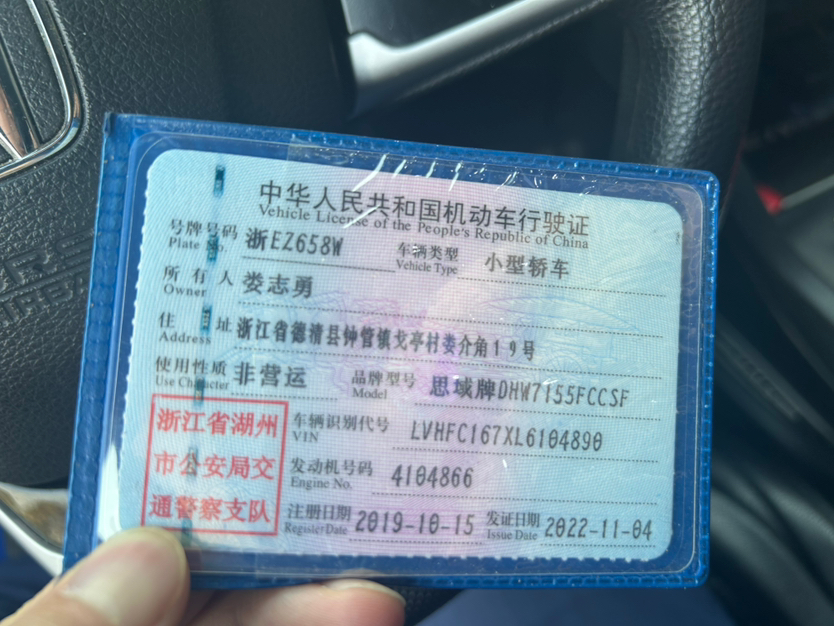 中华人民共和国机动车行驶证
Vehicle License of the People's Republic of China
号牌号码 浙EZ658W 车辆类型 小型轿车
Plate No. Vehicle Type
所有人 娄志勇
Owner
住址 浙江省德清县钟管镇戈亭村娄介角19号
Address
使用性质 非营运 品牌型号 思域牌DHW7155FCCSF
Use Character Model
浙江省湖州
市公安局交
通警察支队
车辆识别代号 LVHFC167XL6104890
VIN
发动机号码 4104866
Engine No.
注册日期 2019-10-15 发证日期 2022-11-04
Register Date Issue Date